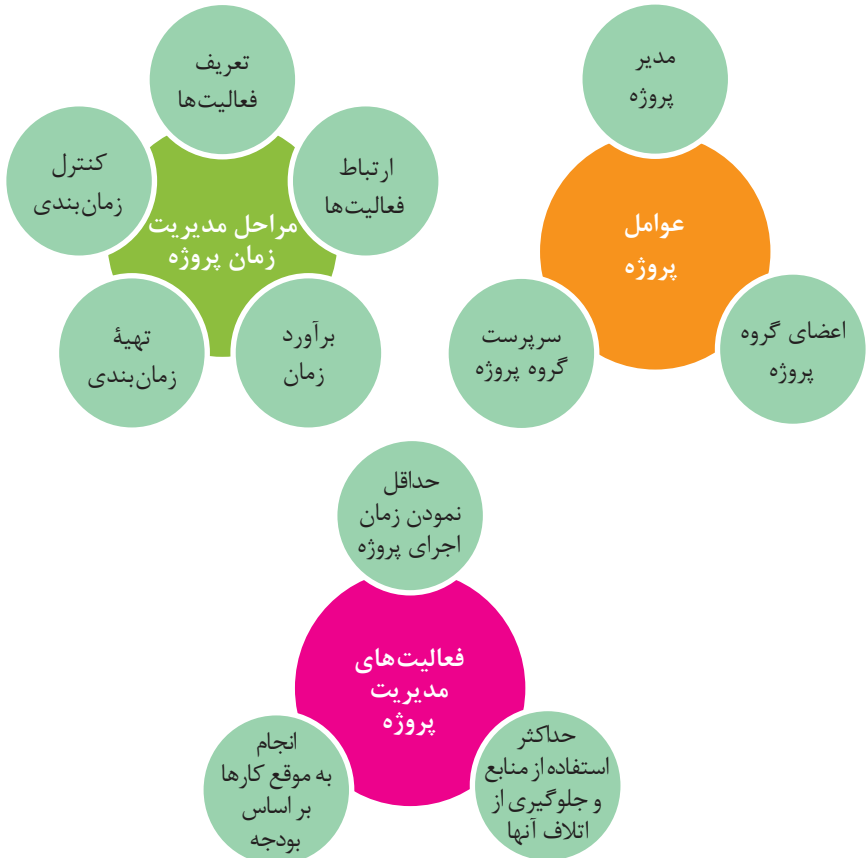 عوامل
پروژه
مدیر
پروژه
اعضای گروه
پروژه
سرپرست
گروه پروژه
مراحل مدیریت
زمان پروژه
تعریف
فعالیت‌ها
ارتباط
فعالیت‌ها
برآورد
زمان
تهیۀ
زمان‌بندی
کنترل
زمان‌بندی
فعالیت‌های
مدیریت
پروژه
حداقل
نمودن زمان
اجرای پروژه
حداکثر
استفاده از منابع
و جلوگیری از
اتلاف آنها
انجام
به موقع کارها
بر اساس
بودجه